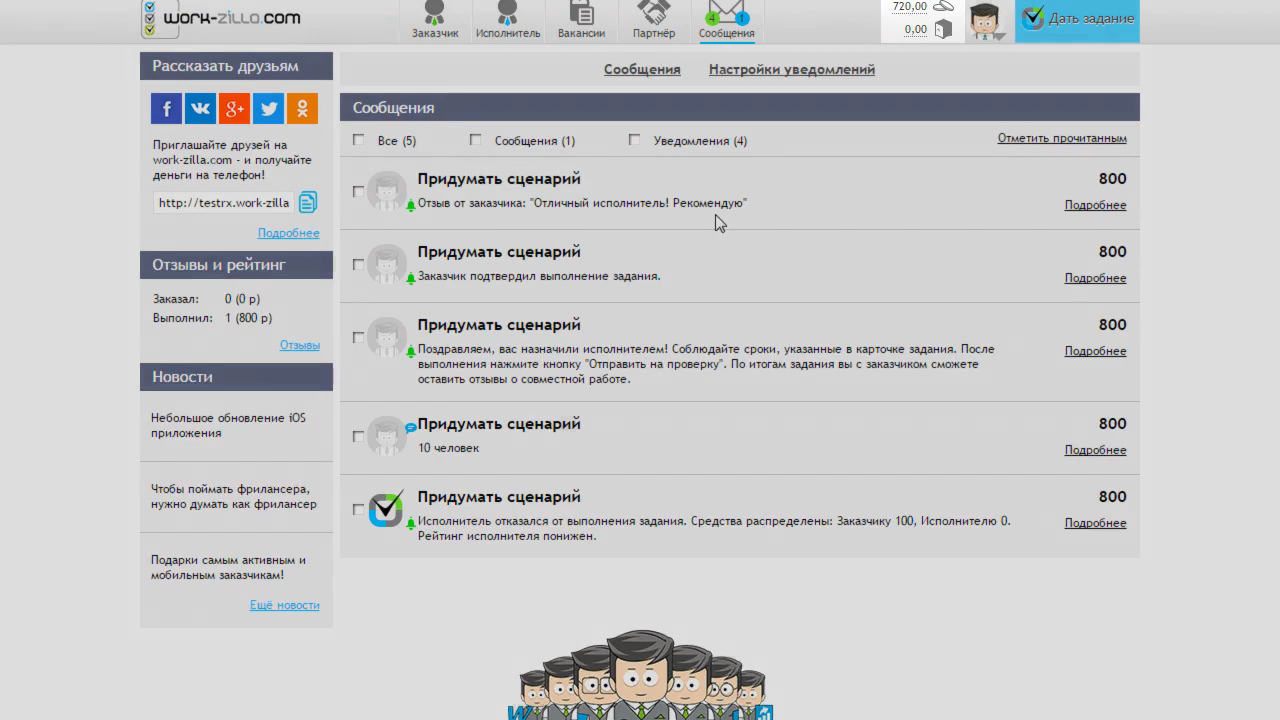 work-zilla.com
Заказчик
Исполнитель
Вакансии
Партнёр
4
1
Сообщения
720,00
0,00
Дать задание
Рассказать друзьям
Приглашайте друзей на
work-zilla.com - и получайте
деньги на телефон!
http://testrx.work-zilla
Подробнее
Отзывы и рейтинг
Заказал: 0 (0 р)
Выполнил: 1 (800 р)
Отзывы
Новости
Небольшое обновление iOS
приложения
Чтобы поймать фрилансера,
нужно думать как фрилансер
Подарки самым активным и
мобильным заказчикам!
Ещё новости
Сообщения Настройки уведомлений
Сообщения
Все (5) Сообщения (1) Уведомления (4) Отметить прочитанным
Придумать сценарий 800
Отзыв от заказчика: "Отличный исполнитель! Рекомендую" Подробнее
Придумать сценарий 800
Заказчик подтвердил выполнение задания. Подробнее
Придумать сценарий 800
Поздравляем, вас назначили исполнителем! Соблюдайте сроки, указанные в карточке задания. После Подробнее
выполнения нажмите кнопку "Отправить на проверку". По итогам задания вы с заказчиком сможете
оставить отзывы о совместной работе.
Придумать сценарий 800
10 человек Подробнее
Придумать сценарий 800
Исполнитель отказался от выполнения задания. Средства распределены: Заказчику 100, Исполнителю 0. Подробнее
Рейтинг исполнителя понижен.